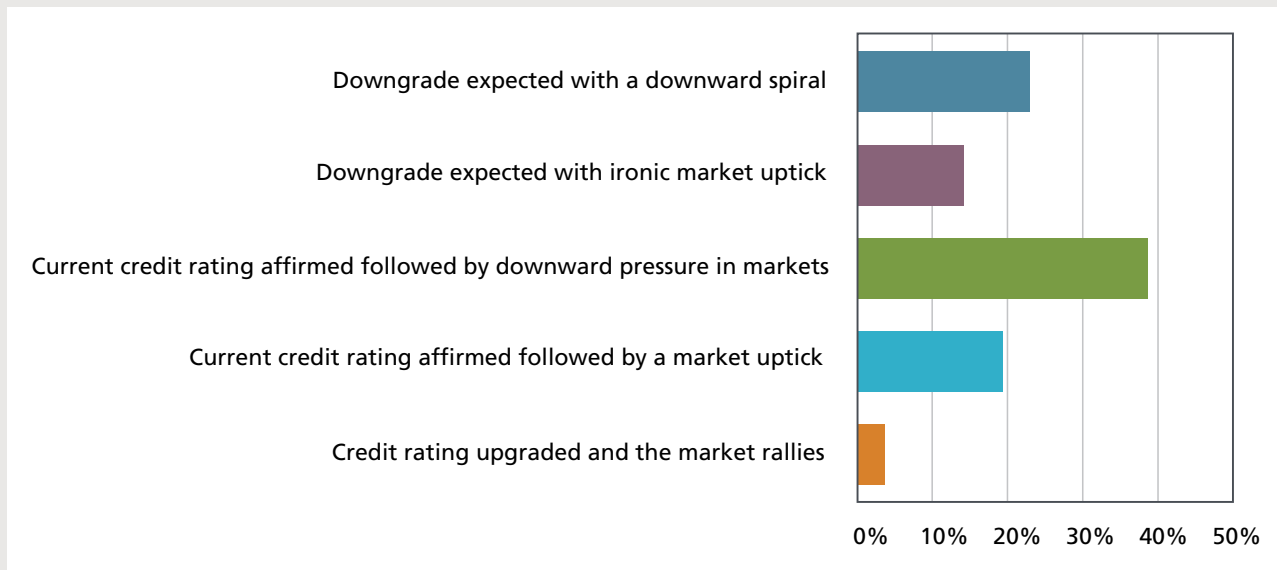 Downgrade expected with a downward spiral
Downgrade expected with ironic market uptick
Current credit rating affirmed followed by downward pressure in markets
Current credit rating affirmed followed by a market uptick
Credit rating upgraded and the market rallies
0% 10% 20% 30% 40% 50%